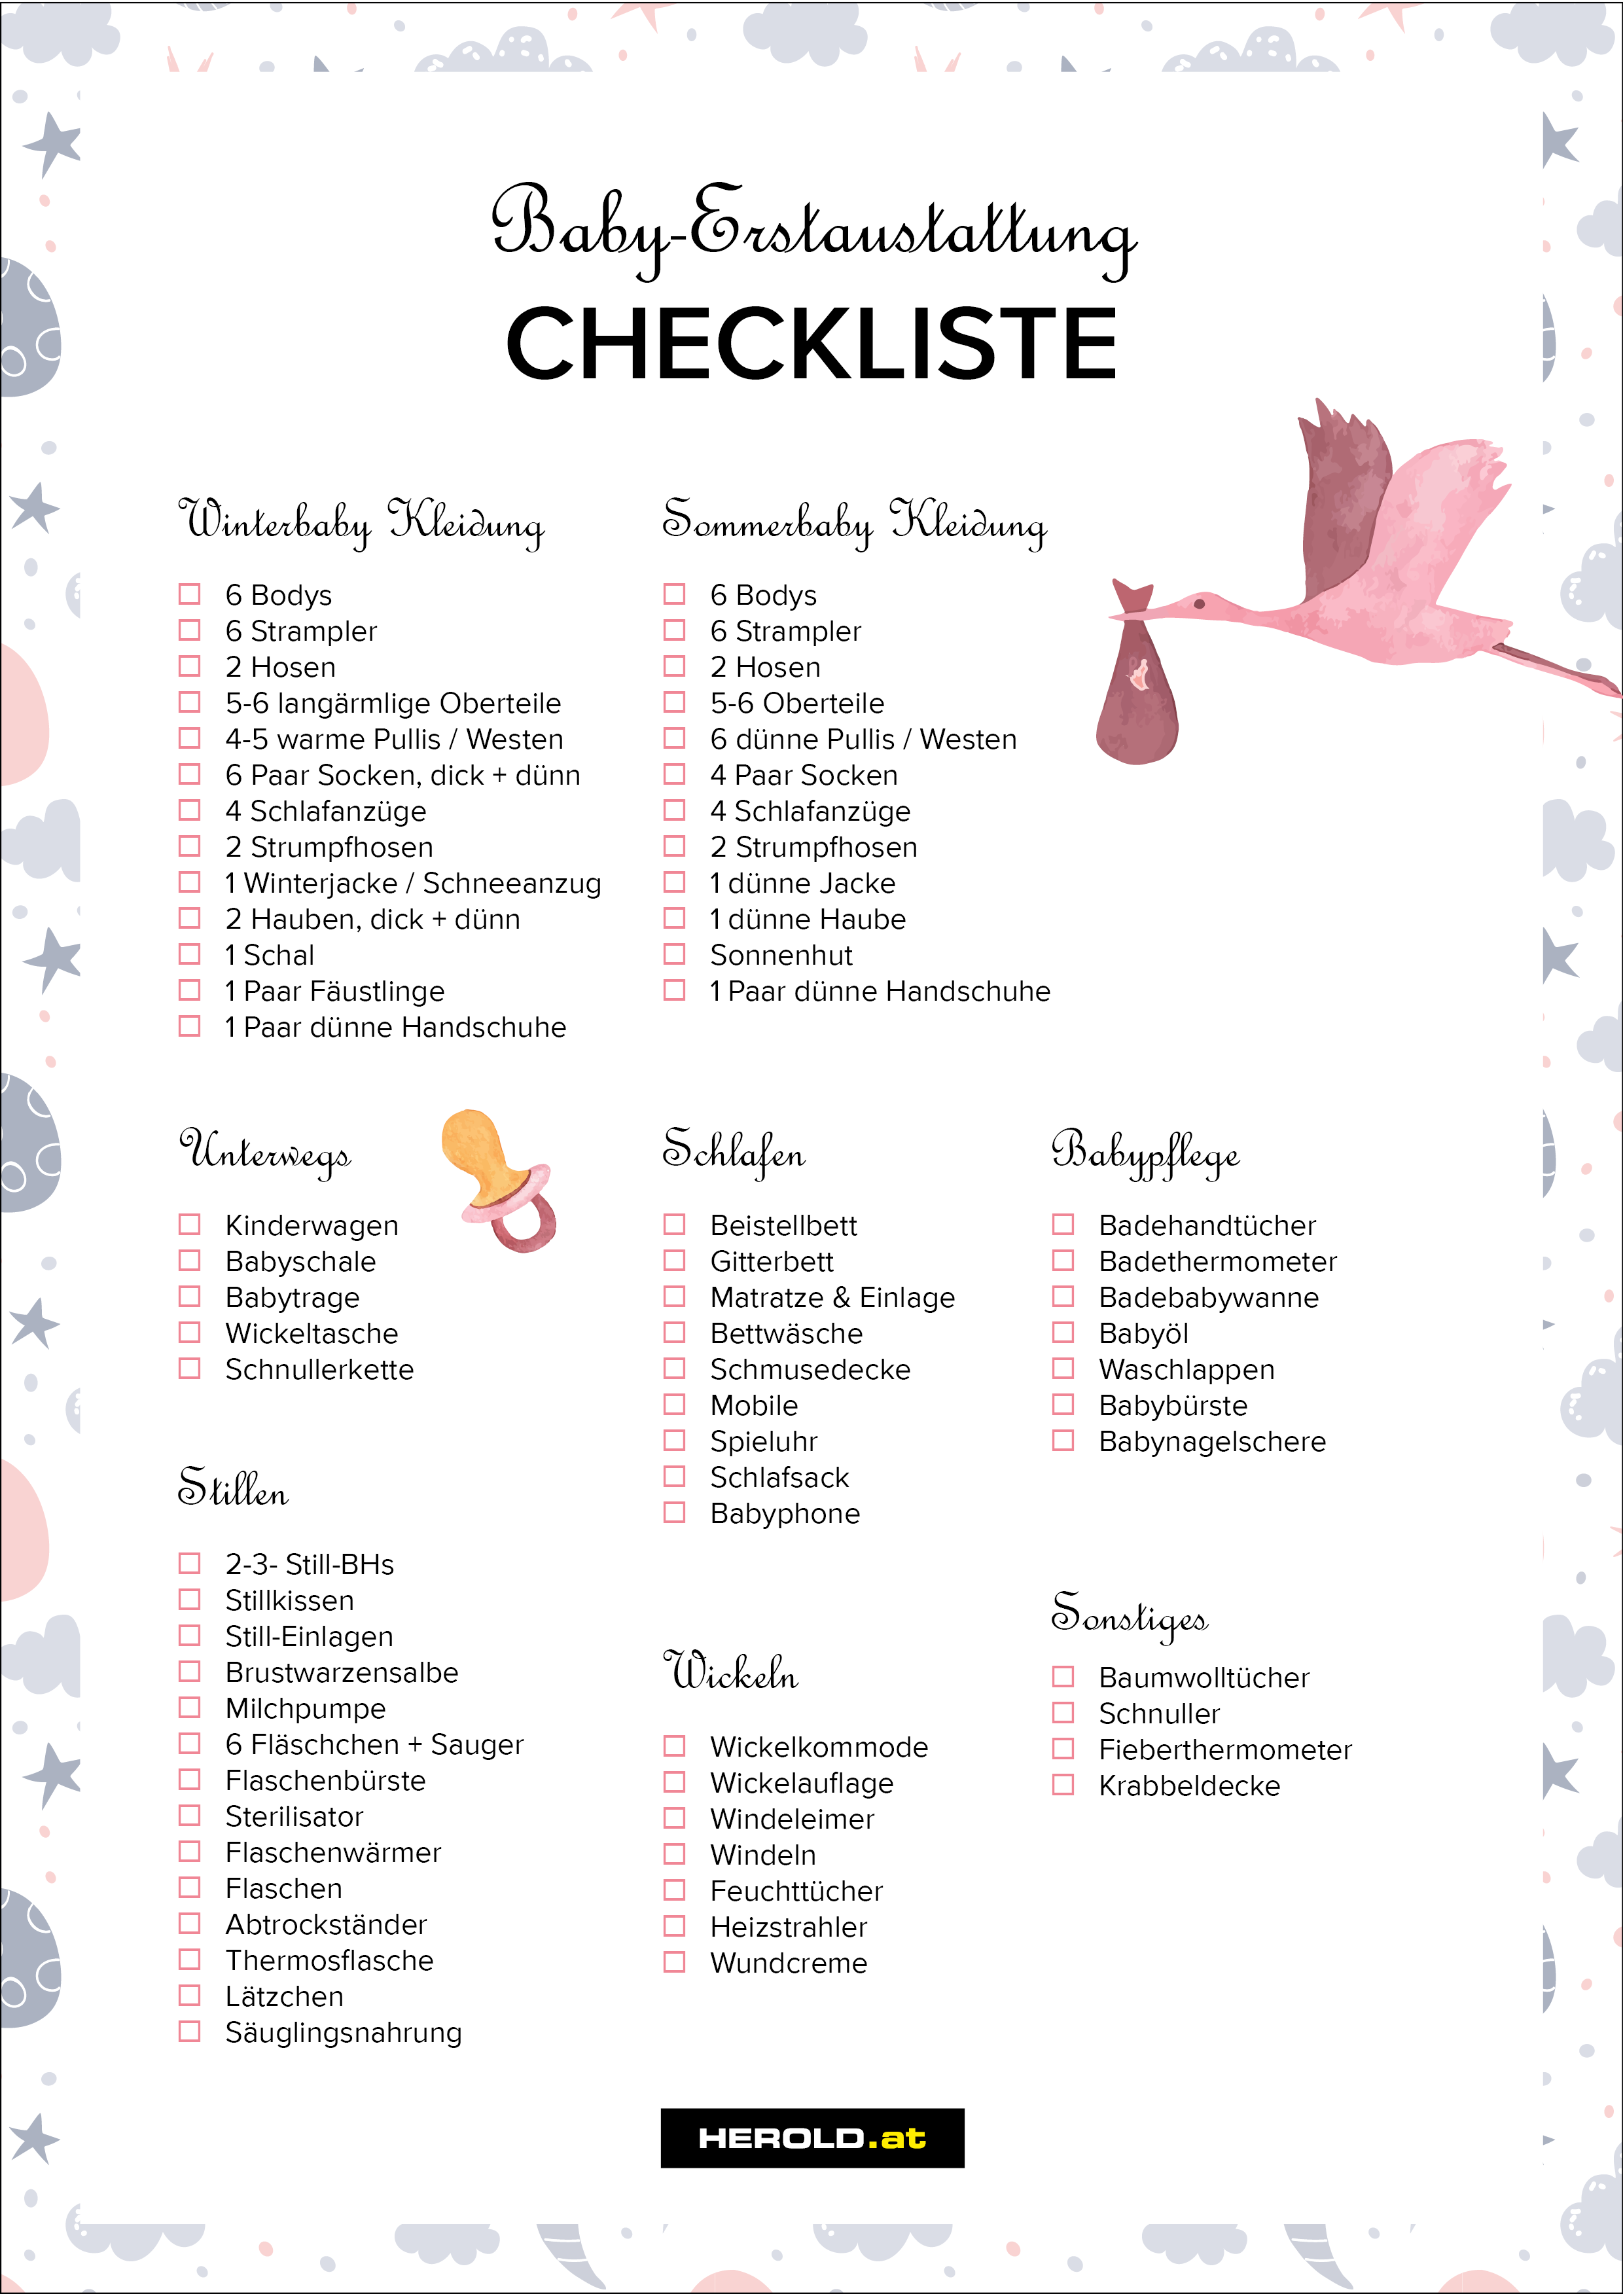 Baby-Erstaustattung
CHECKLISTE
Winterbaby Kleidung
6 Bodys
6 Strampler
2 Hosen
5-6 langärmlige Oberteile
4-5 warme Pullis / Westen
6 Paar Socken, dick + dünn
4 Schlafanzüge
2 Strumpfhosen
1 Winterjacke / Schneeanzug
2 Hauben, dick + dünn
1 Schal
1 Paar Fäustlinge
1 Paar dünne Handschuhe
Sommerbaby Kleidung
6 Bodys
6 Strampler
2 Hosen
5-6 Oberteile
6 dünne Pullis / Westen
4 Paar Socken
4 Schlafanzüge
2 Strumpfhosen
1 dünne Jacke
1 dünne Haube
Sonnenhut
1 Paar dünne Handschuhe
Unterwegs
Kinderwagen
Babyschale
Babytrage
Wickeltasche
Schnullerkette
Stillen
2-3- Still-BHs
Stillkissen
Still-Einlagen
Brustwarzensalbe
Milchpumpe
6 Fläschchen + Sauger
Flaschenbürste
Sterilisator
Flaschenwärmer
Flaschen
Abtrockständer
Thermosflasche
Lätzchen
Säuglingsnahrung
Schlafen
Beistellbett
Gitterbett
Matratze & Einlage
Bettwäsche
Schmusedecke
Mobile
Spieluhr
Schlafsack
Babyphone
Wickeln
Wickelkommode
Wickelauflage
Windeleimer
Windeln
Feuchttücher
Heizstrahler
Wundcreme
Babypflege
Badehandtücher
Badethermometer
Badebabywanne
Babyöl
Waschlappen
Babybürste
Babynagelschere
Sonstiges
Baumwolltücher
Schnuller
Fieberthermometer
Krabbeldecke
HEROLD.at